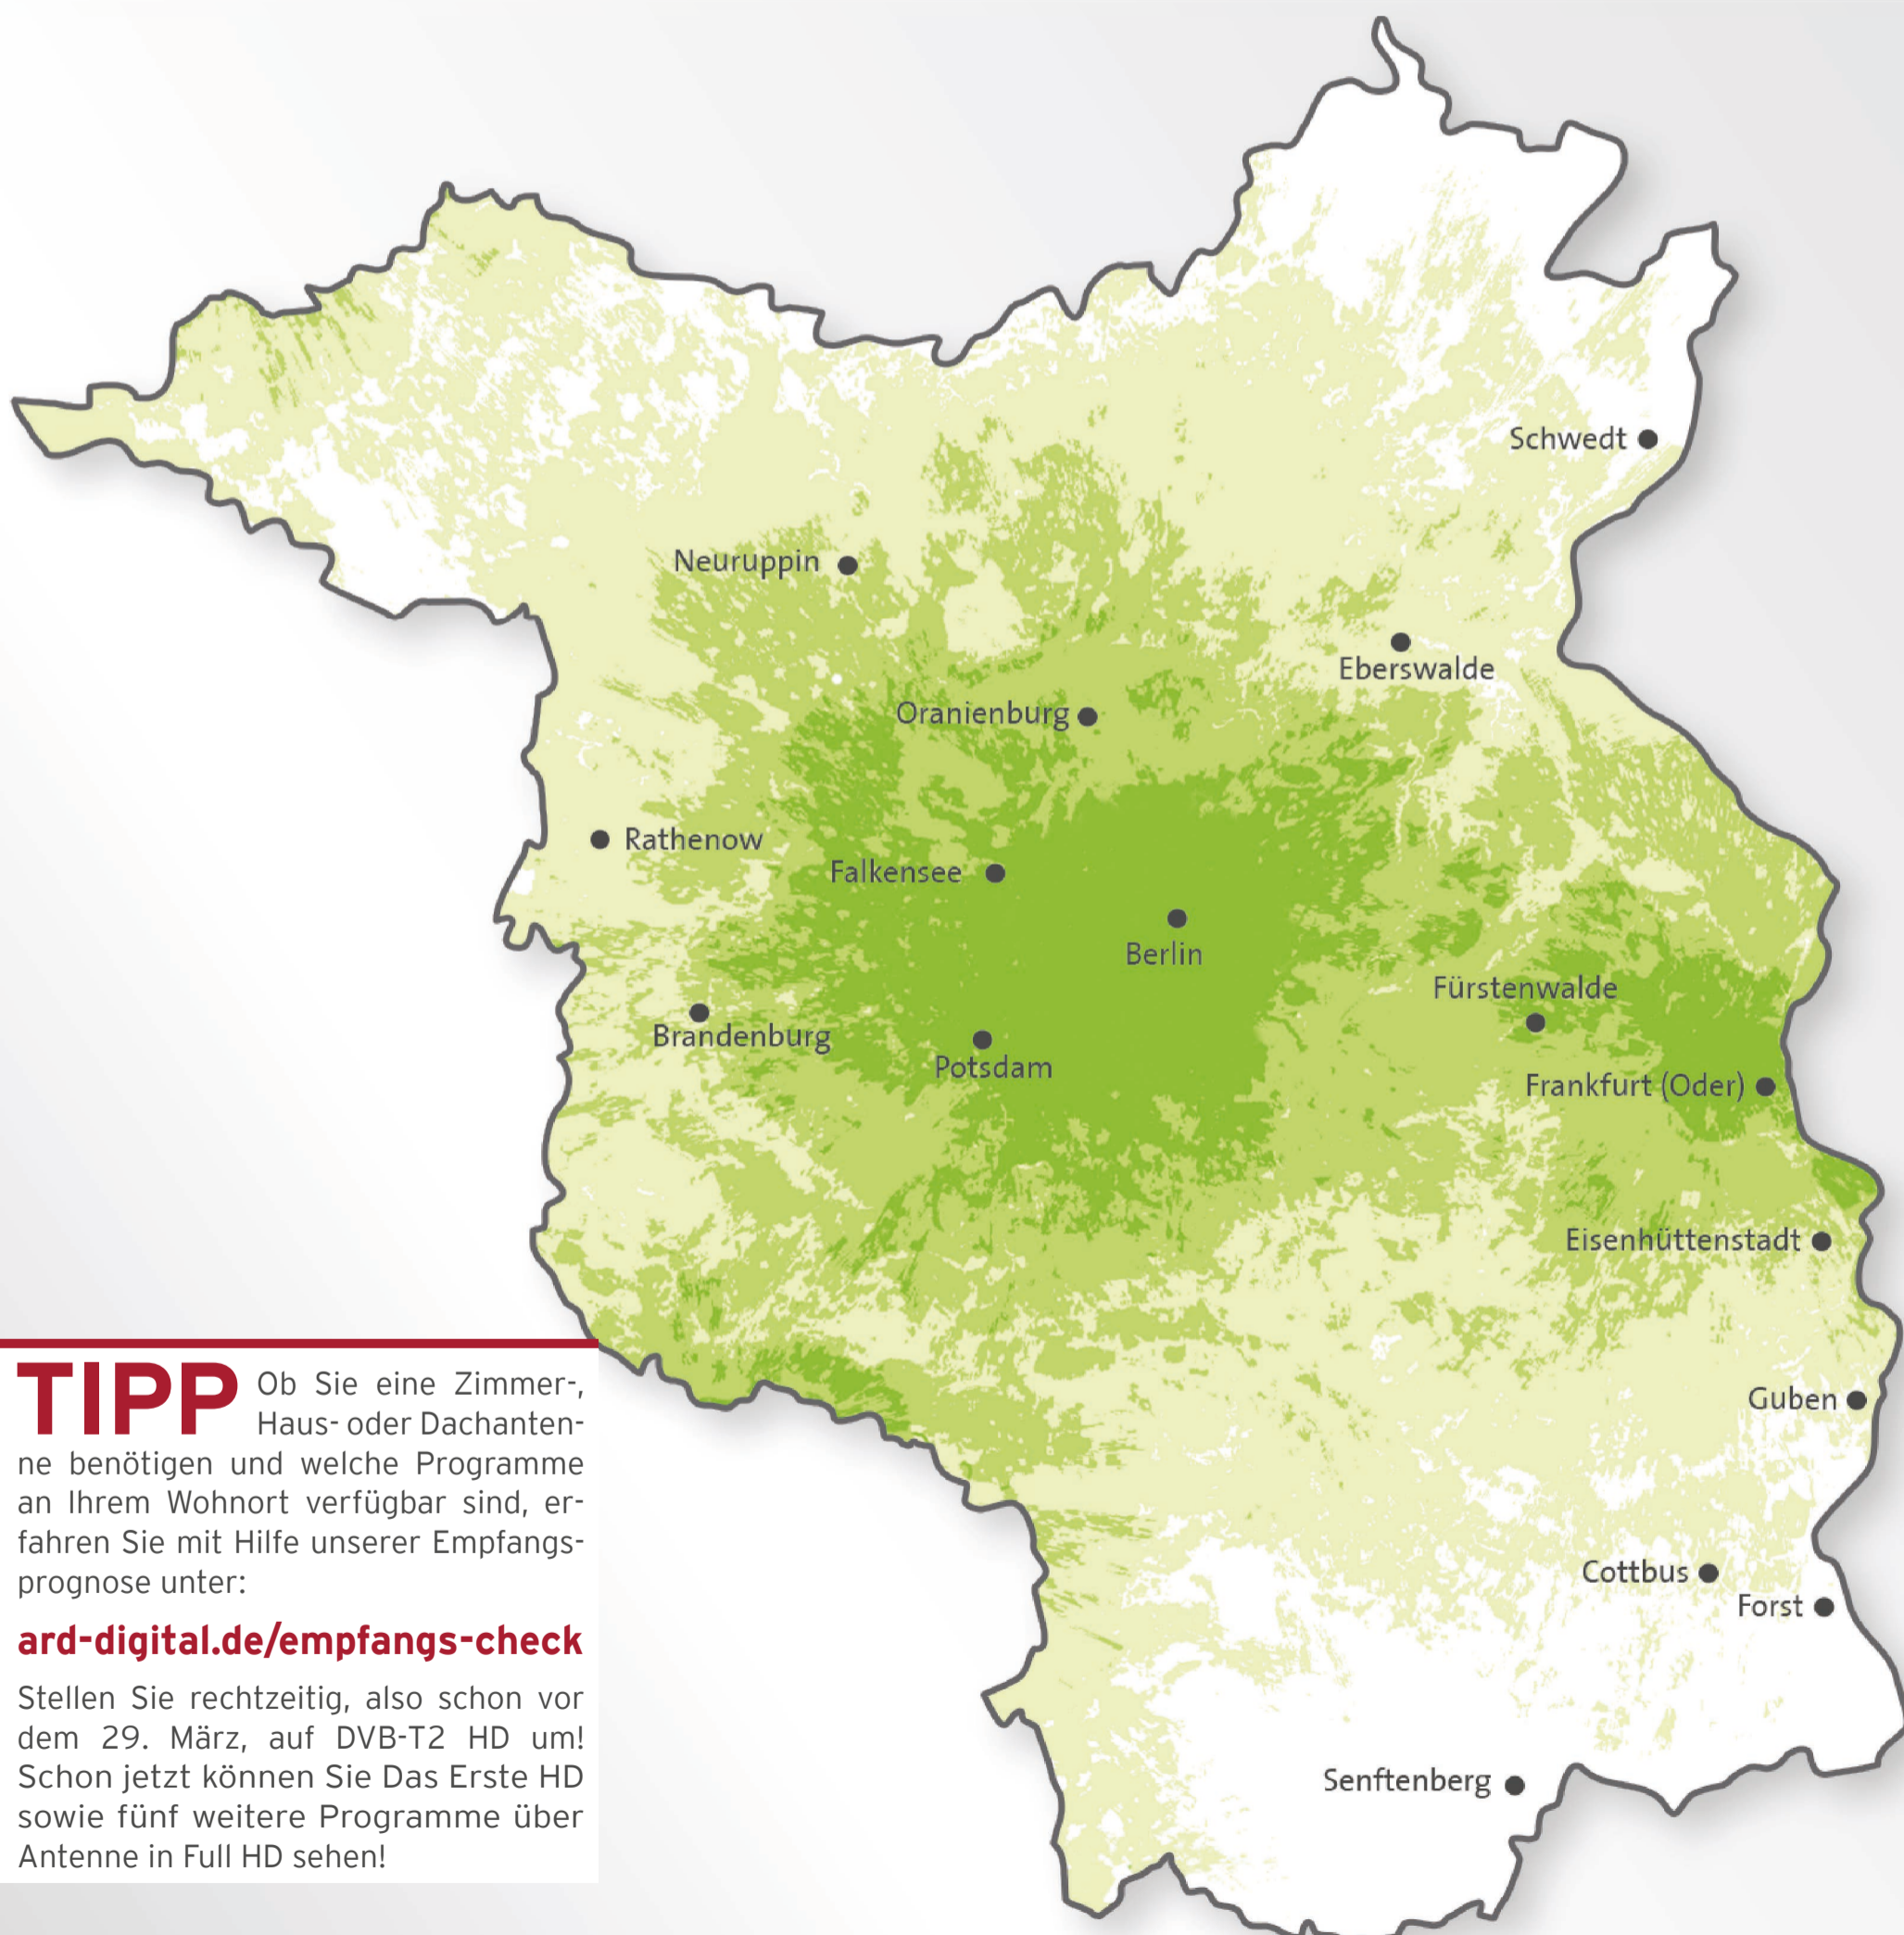 Schwedt
Neuruppin
Eberswalde
Oranienburg
Rathenow
Falkensee
Berlin
Fürstenwalde
Brandenburg
Potsdam
Frankfurt (Oder)
Eisenhüttenstadt
Guben
Cottbus
Forst
Senftenberg
TIPP Ob Sie eine Zimmer-,
Haus- oder Dachanten-
ne benötigen und welche Programme
an Ihrem Wohnort verfügbar sind, er-
fahren Sie mit Hilfe unserer Empfangs-
prognose unter:
ard-digital.de/empfangs-check
Stellen Sie rechtzeitig, also schon vor
dem 29. März, auf DVB-T2 HD um!
Schon jetzt können Sie Das Erste HD
sowie fünf weitere Programme über
Antenne in Full HD sehen!